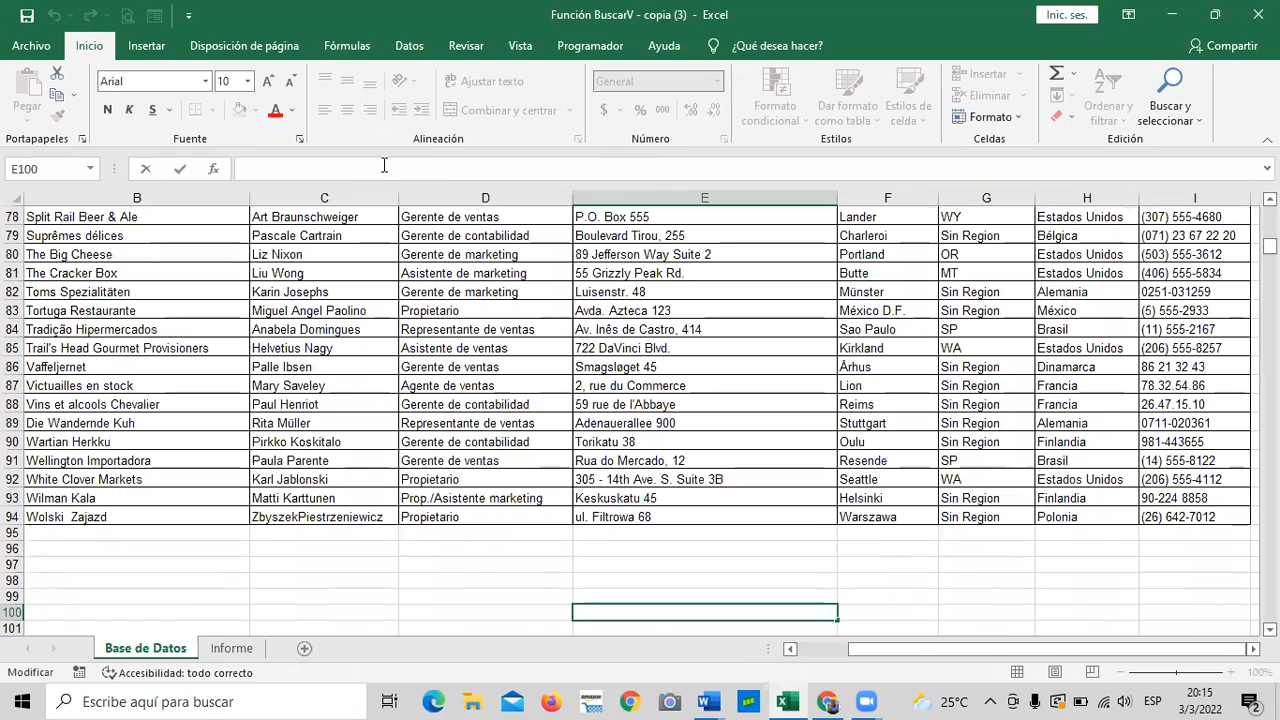 Función BuscarV - copia (3) - Excel
Inic. ses.
Archivo Inicio Insertar Disposición de página Fórmulas Datos Revisar Vista Programador Ayuda ¿Qué desea hacer? Compartir
Pegar
Arial 10
N K S A
Ajustar texto
Combinar y centrar
General
$ % 000
Formato condicional
Dar formato como tabla
Estilos de celda
Insertar
Eliminar
Formato
Ordenar y filtrar
Buscar y seleccionar
Portapapeles Fuente Alineación Número Estilos Celdas Edición
E100 fx
B C D E F G H I
78 Split Rail Beer & Ale Art Braunschweiger Gerente de ventas P.O. Box 555 Lander WY Estados Unidos (307) 555-4680
79 Suprêmes délices Pascale Cartrain Gerente de contabilidad Boulevard Tirou, 255 Charleroi Sin Region Bélgica (071) 23 67 22 20
80 The Big Cheese Liz Nixon Gerente de marketing 89 Jefferson Way Suite 2 Portland OR Estados Unidos (503) 555-3612
81 The Cracker Box Liu Wong Asistente de marketing 55 Grizzly Peak Rd. Butte MT Estados Unidos (406) 555-5834
82 Toms Spezialitäten Karin Josephs Gerente de marketing Luisenstr. 48 Münster Sin Region Alemania 0251-031259
83 Tortuga Restaurante Miguel Angel Paolino Propietario Avda. Azteca 123 México D.F. Sin Region México (5) 555-2933
84 Tradição Hipermercados Anabela Domingues Representante de ventas Av. Inês de Castro, 414 Sao Paulo SP Brasil (11) 555-2167
85 Trail's Head Gourmet Provisioners Helvetius Nagy Asistente de ventas 722 DaVinci Blvd. Kirkland WA Estados Unidos (206) 555-8257
86 Vaffeljernet Palle Ibsen Gerente de ventas Smagsløget 45 Århus Sin Region Dinamarca 86 21 32 43
87 Victuailles en stock Mary Saveley Agente de ventas 2, rue du Commerce Lion Sin Region Francia 78.32.54.86
88 Vins et alcools Chevalier Paul Henriot Gerente de contabilidad 59 rue de l'Abbaye Reims Sin Region Francia 26.47.15.10
89 Die Wandernde Kuh Rita Müller Representante de ventas Adenauerallee 900 Stuttgart Sin Region Alemania 0711-020361
90 Wartian Herkku Pirkko Koskitalo Gerente de contabilidad Torikatu 38 Oulu Sin Region Finlandia 981-443655
91 Wellington Importadora Paula Parente Gerente de ventas Rua do Mercado, 12 Resende SP Brasil (14) 555-8122
92 White Clover Markets Karl Jablonski Propietario 305 - 14th Ave. S. Suite 3B Seattle WA Estados Unidos (206) 555-4112
93 Wilman Kala Matti Karttunen Prop./Asistente marketing Keskuskatu 45 Helsinki Sin Region Finlandia 90-224 8858
94 Wolski Zajazd ZbyszekPiestrzeniewicz Propietario ul. Filtrowa 68 Warszawa Sin Region Polonia (26) 642-7012
95
96
97
98
99
100
101
Base de Datos Informe
Modificar Accesibilidad: todo correcto 100%
Escribe aquí para buscar amazon 25°C ESP 20:15
3/3/2022 2